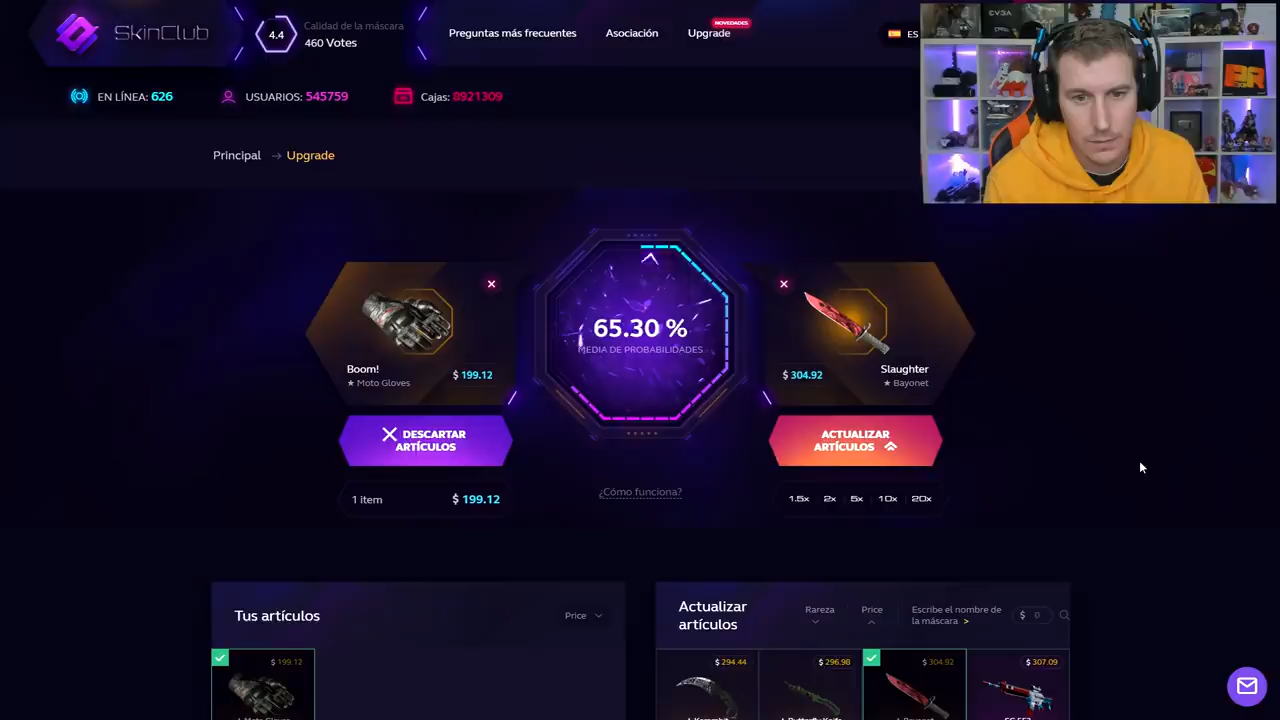 SkinClub
4.4
Calidad de la máscara
460 Votes
Preguntas más frecuentes
Asociación
Upgrade
NOVEDADES
ES
EVGA
EN LÍNEA: 626
USUARIOS: 545759
Cajas: 8921309
Principal → Upgrade
65.30 %
MEDIA DE PROBABILIDADES
Boom!
★ Moto Gloves
$ 199.12
$ 304.92
Slaughter
★ Bayonet
DESCARTAR
ARTÍCULOS
ACTUALIZAR
ARTÍCULOS
1 item
$ 199.12
¿Cómo funciona?
1.5x 2x 5x 10x 20x
Tus artículos
Price
Actualizar
artículos
Rareza
Price
Escribe el nombre de
la máscara >
$ 0
$ 199.12
$ 294.44
$ 296.98
$ 304.92
$ 307.09